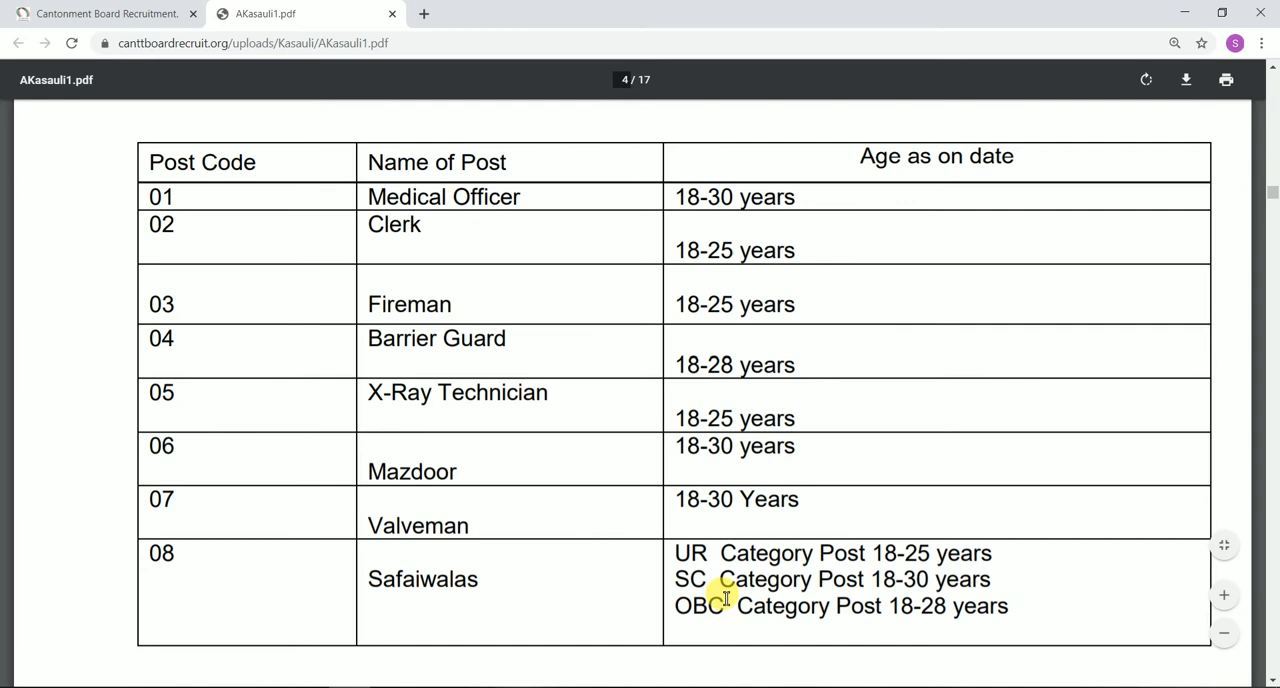 Cantonment Board Recruitment.
AKasauli1.pdf
canttboardrecruit.org/uploads/Kasauli/AKasauli1.pdf
S
AKasauli1.pdf
4 / 17
Post Code Name of Post Age as on date
01 Medical Officer 18-30 years
02 Clerk
18-25 years
03 Fireman 18-25 years
04 Barrier Guard
18-28 years
05 X-Ray Technician
18-25 years
06 18-30 years
Mazdoor
07 18-30 Years
Valveman
08 UR Category Post 18-25 years
Safaiwalas SC Category Post 18-30 years
OBC Category Post 18-28 years